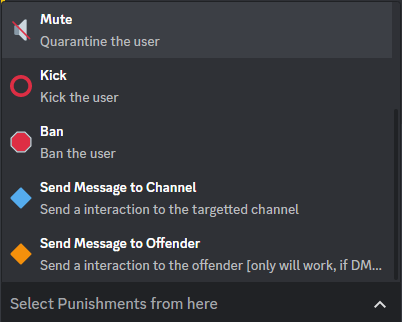 Mute
Quarantine the user
Kick
Kick the user
Ban
Ban the user
Send Message to Channel
Send a interaction to the targetted channel
Send Message to Offender
Send a interaction to the offender [only will work, if DM...
Select Punishments from here